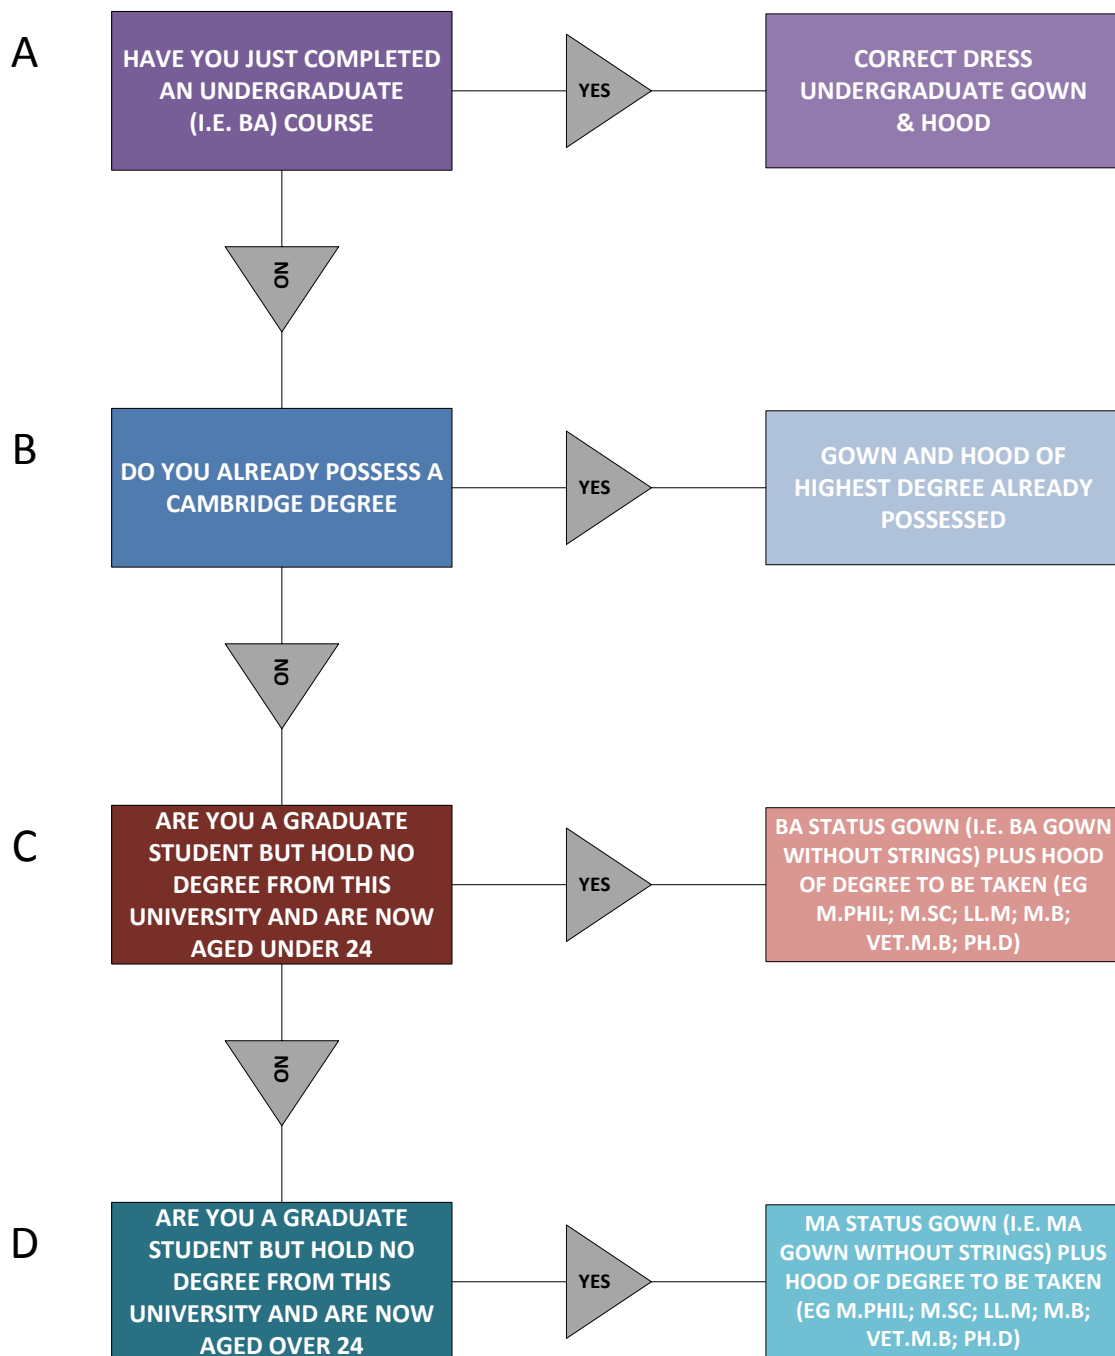 A
HAVE YOU JUST COMPLETED
AN UNDERGRADUATE
(I.E. BA) COURSE
YES
CORRECT DRESS
UNDERGRADUATE GOWN
& HOOD
NO
B
DO YOU ALREADY POSSESS A
CAMBRIDGE DEGREE
YES
GOWN AND HOOD OF
HIGHEST DEGREE ALREADY
POSSESSED
NO
C
ARE YOU A GRADUATE
STUDENT BUT HOLD NO
DEGREE FROM THIS
UNIVERSITY AND ARE NOW
AGED UNDER 24
YES
BA STATUS GOWN (I.E. BA GOWN
WITHOUT STRINGS) PLUS HOOD
OF DEGREE TO BE TAKEN (EG
M.PHIL; M.SC; LL.M; M.B;
VET.M.B; PH.D)
NO
D
ARE YOU A GRADUATE
STUDENT BUT HOLD NO
DEGREE FROM THIS
UNIVERSITY AND ARE NOW
AGED OVER 24
YES
MA STATUS GOWN (I.E. MA
GOWN WITHOUT STRINGS) PLUS
HOOD OF DEGREE TO BE TAKEN
(EG M.PHIL; M.SC; LL.M; M.B;
VET.M.B; PH.D)